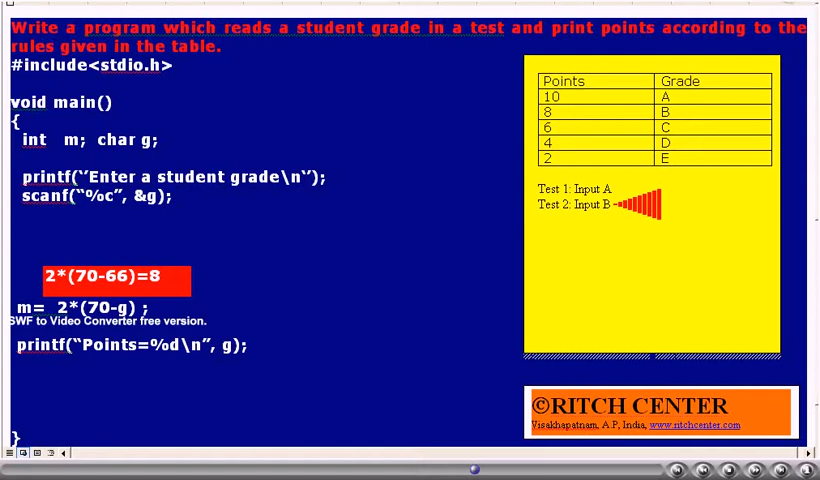 Write a program which reads a student grade in a test and print points according to the
rules given in the table.
#include<stdio.h>
void main()
{
int m; char g;
printf(“Enter a student grade\n”);
scanf(“%c”, &g);
2*(70-66)=8
m= 2*(70-g) ;
SWF to Video Converter free version.
printf(“Points=%d\n”, g);
}
Points Grade
10 A
8 B
6 C
4 D
2 E
Test 1: Input A
Test 2: Input B
©RITCH CENTER
Visakhapatnam, A.P, India, www.ritchcenter.com